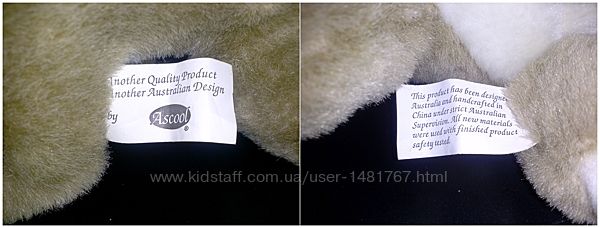 Another Quality Product
Another Australian Design
by
Ascool
®
This product has been designe
Australia and handcrafted in
China under strict Australian
Supervision. All new materials
were used with finished product
safety tested.
www.kidstaff.com.ua/user-1481767.html